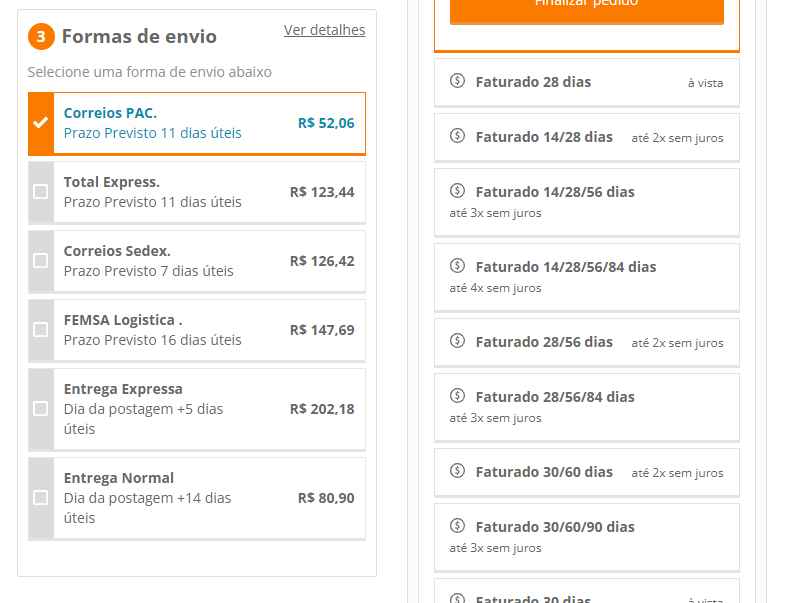 3 Formas de envio
Ver detalhes
Selecione uma forma de envio abaixo
Correios PAC.
Prazo Previsto 11 dias úteis
R$ 52,06
Total Express.
Prazo Previsto 11 dias úteis
R$ 123,44
Correios Sedex.
Prazo Previsto 7 dias úteis
R$ 126,42
FEMSA Logistica .
Prazo Previsto 16 dias úteis
R$ 147,69
Entrega Expressa
Dia da postagem +5 dias
úteis
R$ 202,18
Entrega Normal
Dia da postagem +14 dias
úteis
R$ 80,90
Finalizar pedido
Faturado 28 dias
à vista
Faturado 14/28 dias
até 2x sem juros
Faturado 14/28/56 dias
até 3x sem juros
Faturado 14/28/56/84 dias
até 4x sem juros
Faturado 28/56 dias
até 2x sem juros
Faturado 28/56/84 dias
até 3x sem juros
Faturado 30/60 dias
até 2x sem juros
Faturado 30/60/90 dias
até 3x sem juros
Faturado 30 dias
à vista